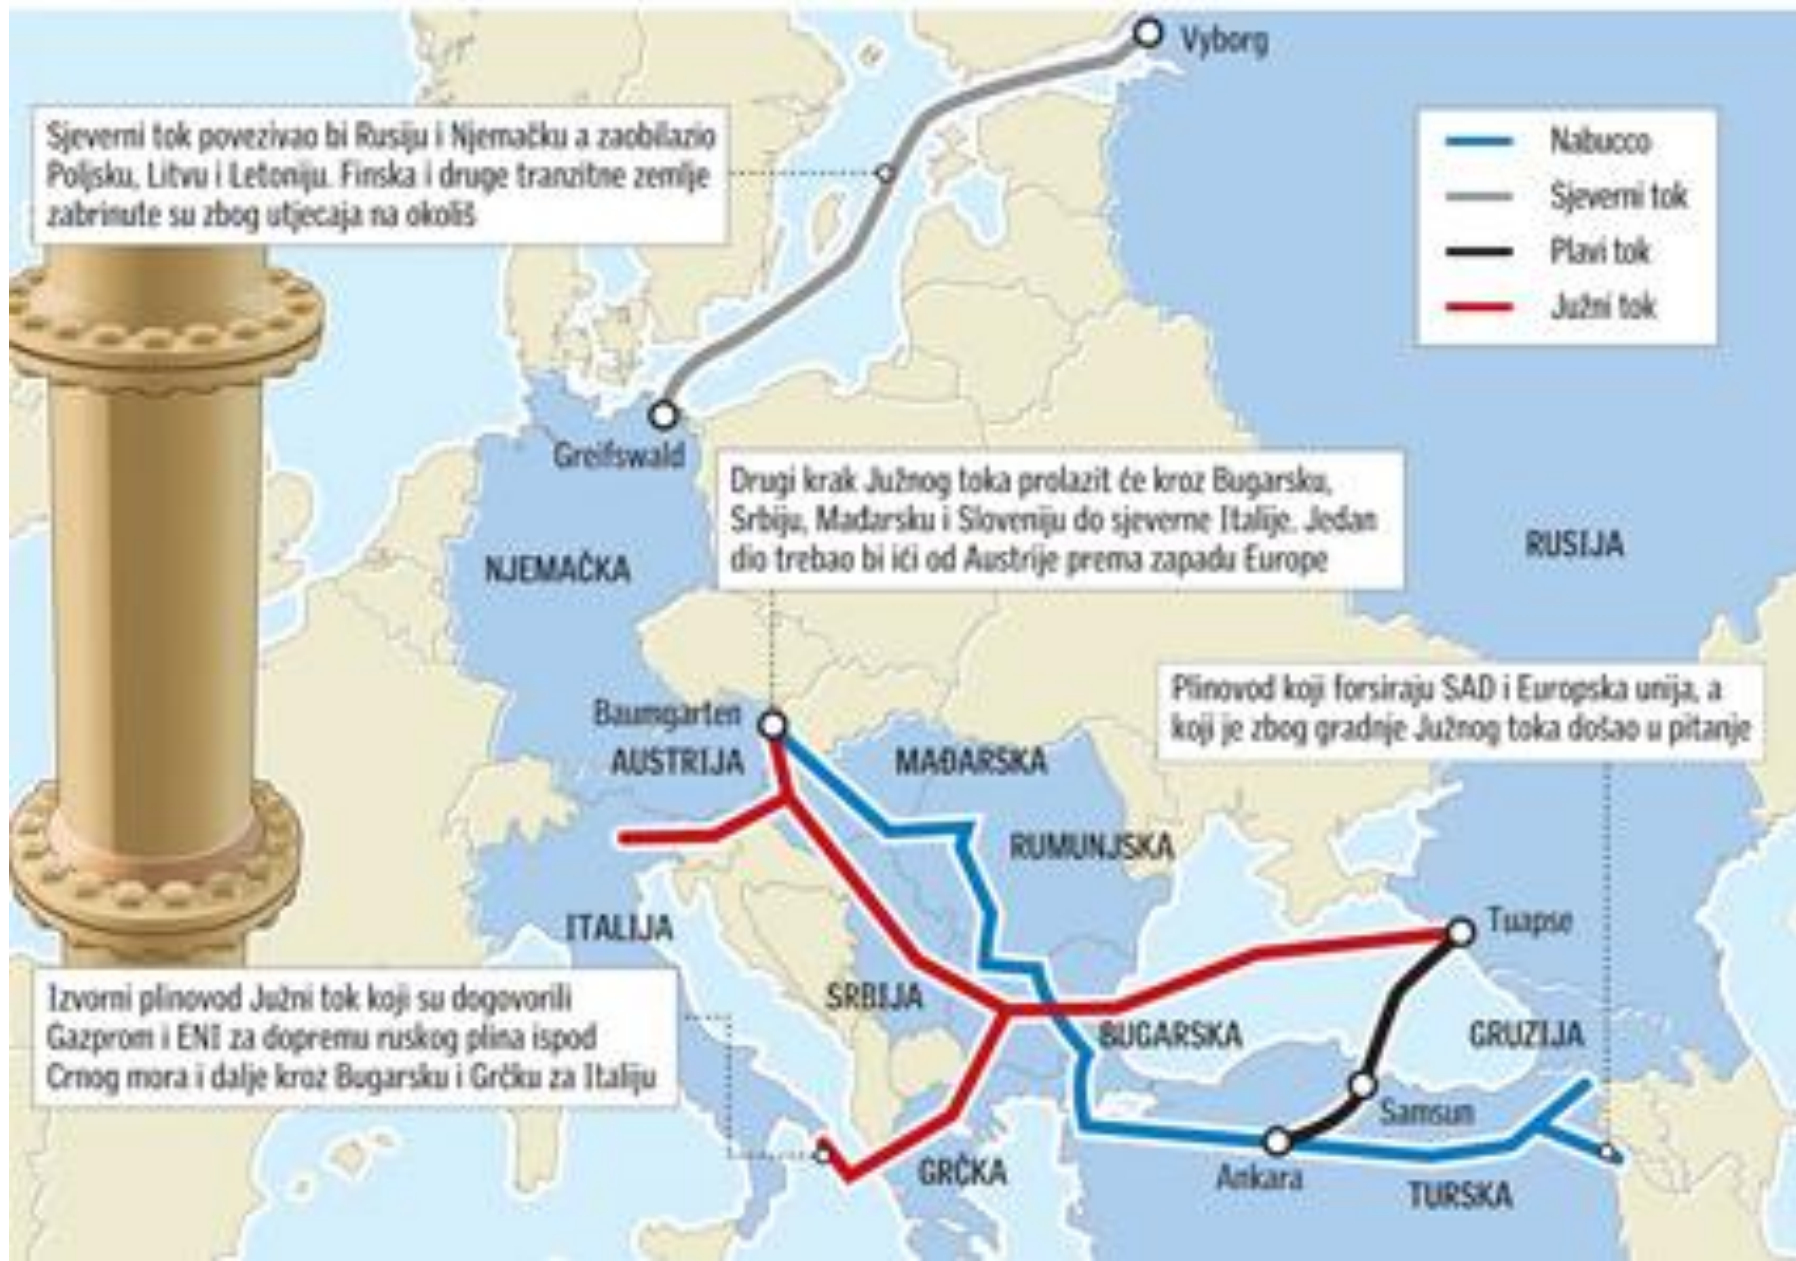 Vyborg
Sjeverni tok povezivao bi Rusiju i Njemačku a zaobilazio
Poljsku, Litvu i Letoniju. Finska i druge tranzitne zemlje
zabrinute su zbog utjecaja na okoliš
Nabucco
Sjeverni tok
Plavi tok
Južni tok
Greifswald
Drugi krak Južnog toka prolazit će kroz Bugarsku,
Srbiju, Mađarsku i Sloveniju do sjeverne Italije. Jedan
dio trebao bi ići od Austrije prema zapadu Europe
RUSIJA
NJEMAČKA
Plinovod koji forsiraju SAD i Europska unija, a
koji je zbog gradnje Južnog toka došao u pitanje
Baumgarten
AUSTRIJA
MAĐARSKA
RUMUNJSKA
ITALIJA
Tuapse
Izvorni plinovod Južni tok koji su dogovorili
Gazprom i ENI za dopremu ruskog plina ispod
Crnog mora i dalje kroz Bugarsku i Grčku za Italiju
SRBIJA
BUGARSKA
GRUZIJA
Samsun
GRČKA
Ankara
TURSKA